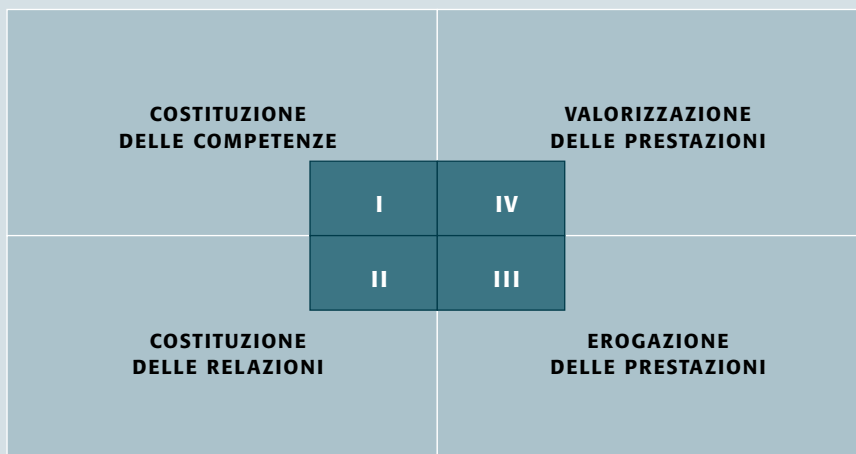 COSTITUZIONE
DELLE COMPETENZE
VALORIZZAZIONE
DELLE PRESTAZIONI
I
IV
II
III
COSTITUZIONE
DELLE RELAZIONI
EROGAZIONE
DELLE PRESTAZIONI